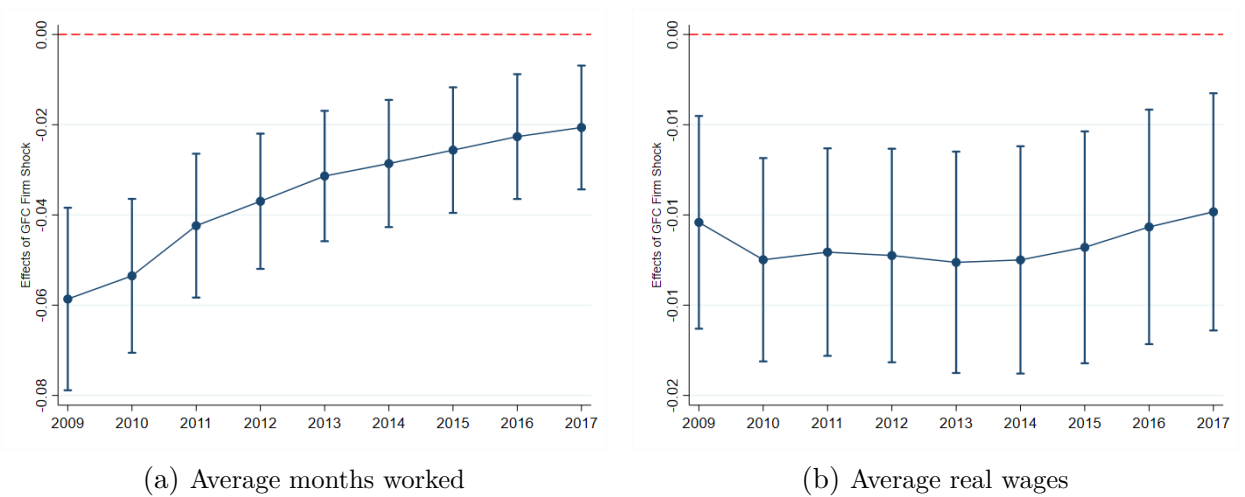 Effects of GFC Firm Shock
0.00
-0.02
-0.04
-0.06
-0.08
2009 2010 2011 2012 2013 2014 2015 2016 2017
(a) Average months worked
Effects of GFC Firm Shock
0.00
-0.01
-0.01
-0.01
-0.02
2009 2010 2011 2012 2013 2014 2015 2016 2017
(b) Average real wages